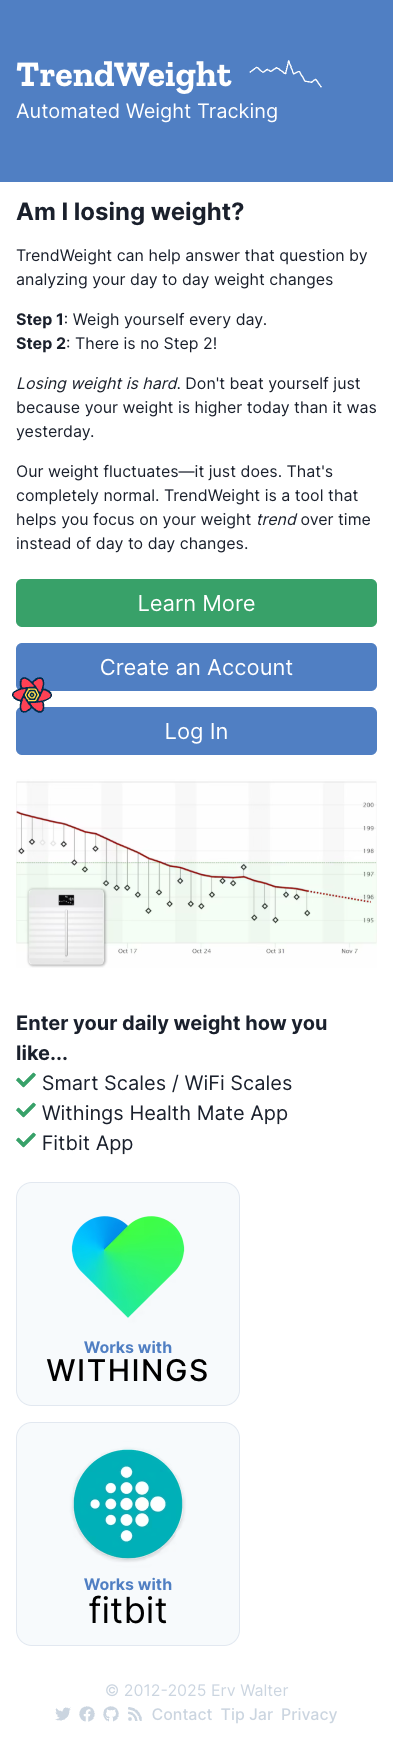 TrendWeight
Automated Weight Tracking
Am I losing weight?
TrendWeight can help answer that question by
analyzing your day to day weight changes
Step 1: Weigh yourself every day.
Step 2: There is no Step 2!
Losing weight is hard. Don't beat yourself just
because your weight is higher today than it was
yesterday.
Our weight fluctuates—it just does. That's
completely normal. TrendWeight is a tool that
helps you focus on your weight trend over time
instead of day to day changes.
Learn More
Create an Account
Log In
200
199
198
197
196
195
Oct 17 Oct 24 Oct 31 Nov 7
Enter your daily weight how you
like...
Smart Scales / WiFi Scales
Withings Health Mate App
Fitbit App
Works with
WITHINGS
Works with
fitbit
© 2012-2025 Erv Walter
Contact Tip Jar Privacy